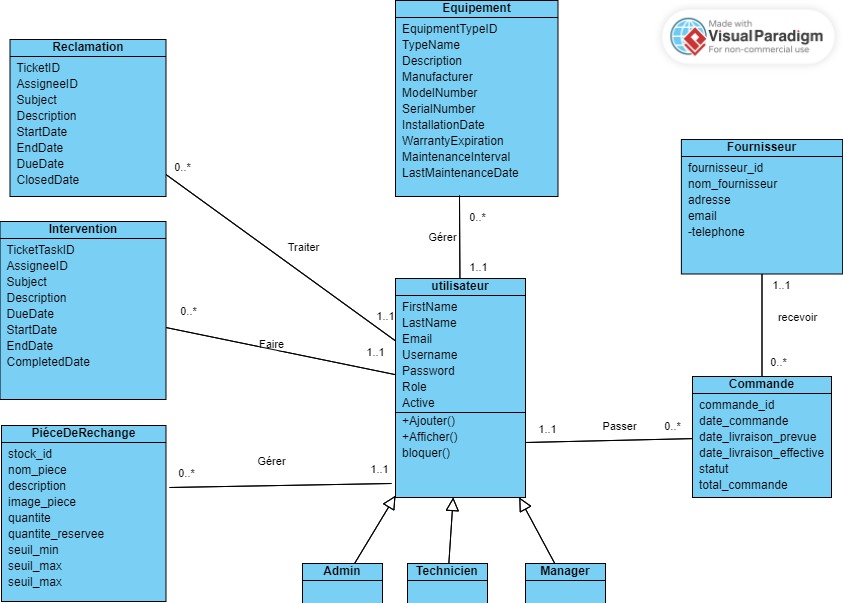 Equipement
EquipmentTypeID
TypeName
Description
Manufacturer
ModelNumber
SerialNumber
InstallationDate
WarrantyExpiration
MaintenanceInterval
LastMaintenanceDate
Made with
VisualParadigm
For non-commercial use
Reclamation
TicketID
AssigneeID
Subject
Description
StartDate
EndDate
DueDate
ClosedDate
0..*
Traiter
1..1
0..*
Gérer
1..1
Fournisseur
fournisseur_id
nom_fournisseur
adresse
email
-telephone
1..1
recevoir
0..*
Intervention
TicketTaskID
AssigneeID
Subject
Description
DueDate
StartDate
EndDate
CompletedDate
0..*
Faire
1..1
utilisateur
FirstName
LastName
Email
Username
Password
Role
Active
+Ajouter()
+Afficher()
bloquer()
1..1
Passer
0..*
Commande
commande_id
date_commande
date_livraison_prevue
date_livraison_effective
statut
total_commande
PiéceDeRechange
stock_id
nom_piece
description
image_piece
quantite
quantite_reservee
seuil_min
seuil_max
seuil_max
0..*
Gérer
1..1
Admin
Technicien
Manager